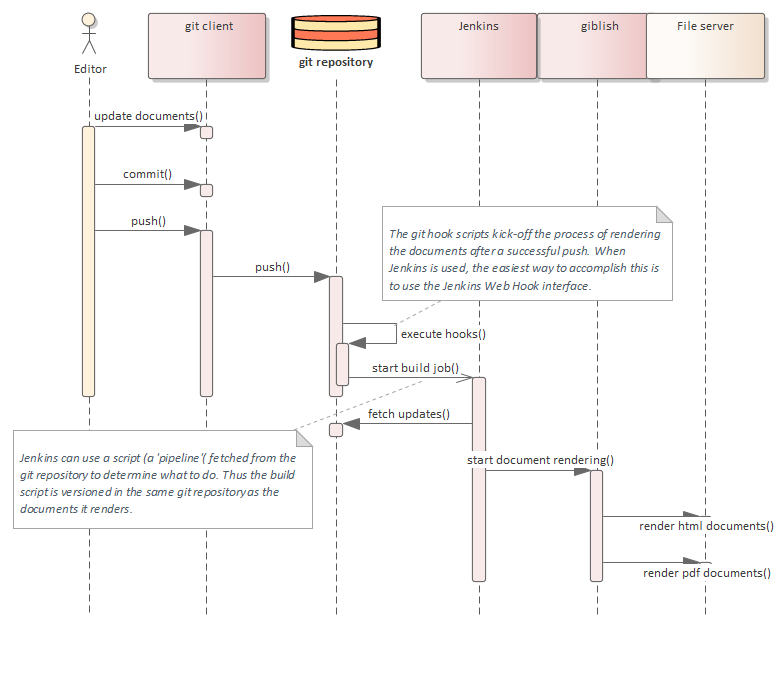 git client
Jenkins
giblish
File server
git repository
Editor
update documents()
commit()
push()
The git hook scripts kick-off the process of rendering
the documents after a successful push. When
Jenkins is used, the easiest way to accomplish this is
to use the Jenkins Web Hook interface.
push()
execute hooks()
start build job()
fetch updates()
Jenkins can use a script (a 'pipeline'( fetched from the
git repository to determine what to do. Thus the build
script is versioned in the same git repository as the
documents it renders.
start document rendering()
render html documents()
render pdf documents()